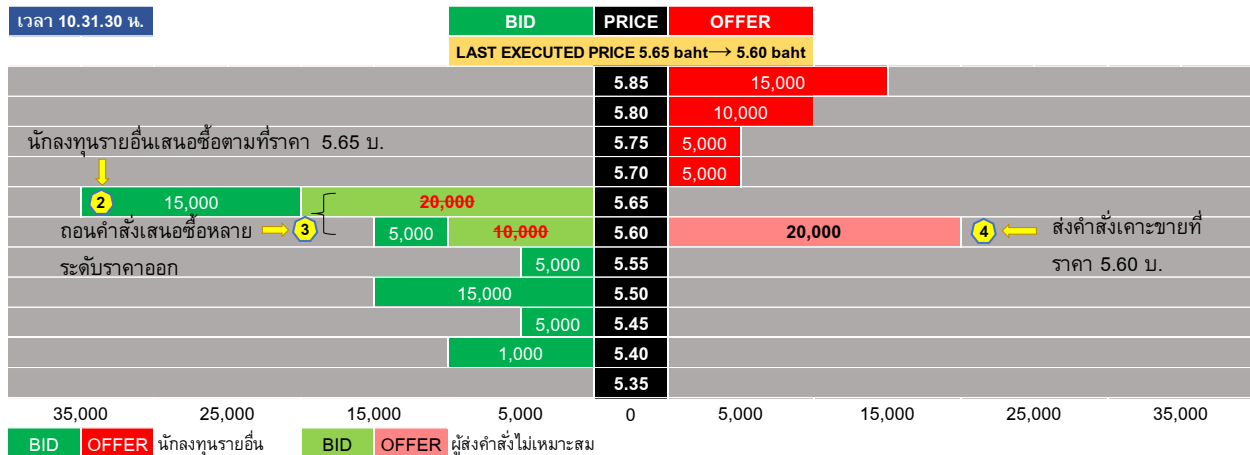 เวลา 10.31.30 น. BID PRICE OFFER
LAST EXECUTED PRICE 5.65 baht→ 5.60 baht
5.85 15,000
5.80 10,000
นักลงทุนรายอื่นเสนอซื้อตามที่ราคา 5.65 บ. 5.75 5,000
5.70 5,000
2 15,000 20,000 5.65
ถอนคำสั่งเสนอซื้อหลาย 3 5,000 10,000 5.60 20,000 4 ส่งคำสั่งเคาะขายที่
ระดับราคาออก 5,000 5.55 ราคา 5.60 บ.
15,000 5.50
5,000 5.45
1,000 5.40
5.35
35,000 25,000 15,000 5,000 0 5,000 15,000 25,000 35,000
BID OFFER นักลงทุนรายอื่น BID OFFER ผู้ส่งคำสั่งไม่เหมาะสม